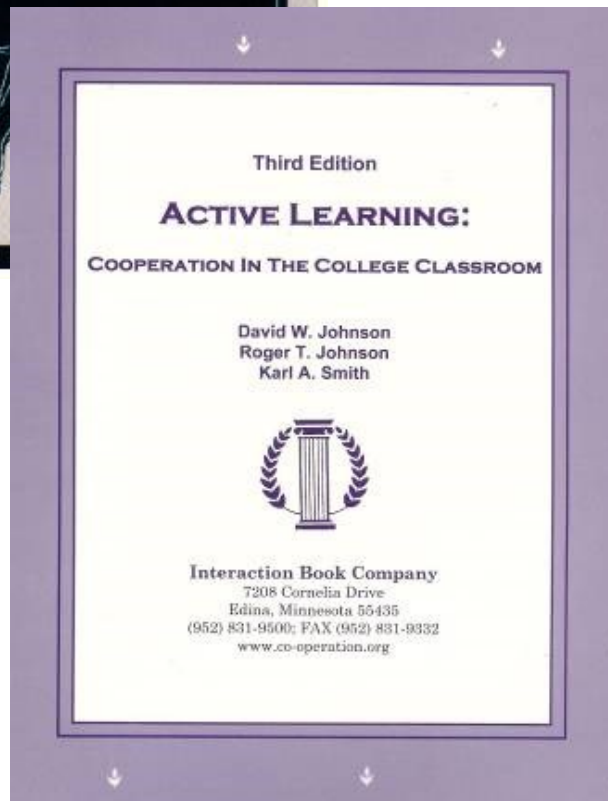 Third Edition
ACTIVE LEARNING:
COOPERATION IN THE COLLEGE CLASSROOM
David W. Johnson
Roger T. Johnson
Karl A. Smith
Interaction Book Company
7208 Cornelia Drive
Edina, Minnesota 55435
(952) 831-9500; FAX (952) 831-9332
www.co-operation.org